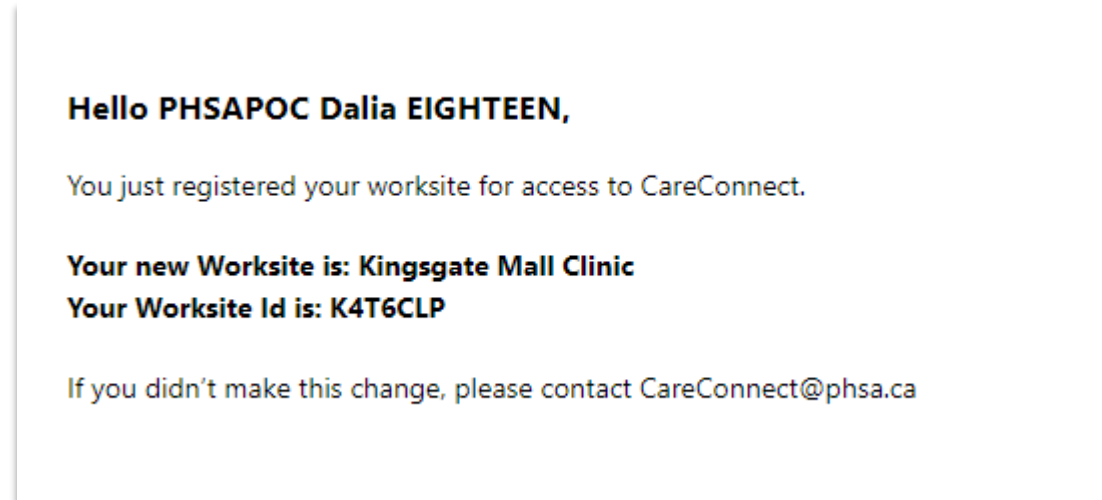 Hello PHSAPOC Dalia EIGHTEEN,
You just registered your worksite for access to CareConnect.
Your new Worksite is: Kingsgate Mall Clinic
Your Worksite Id is: K4T6CLP
If you didn’t make this change, please contact CareConnect@phsa.ca